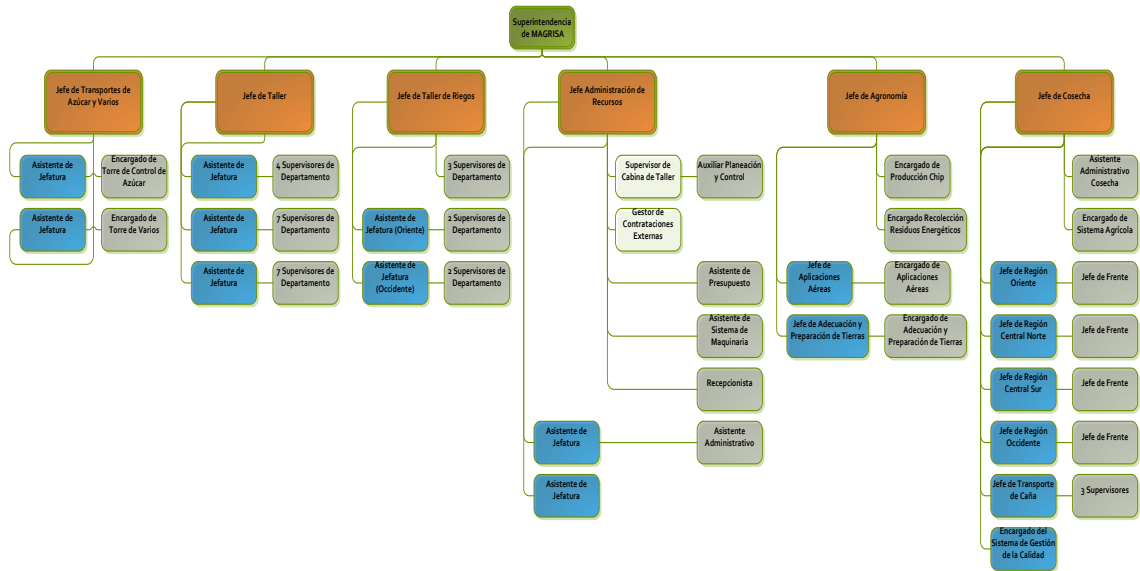 Superintendencia
de MAGRISA
Jefe de Transportes de
Azúcar y Varios
Jefe de Taller
Jefe de Taller de Riegos
Jefe Administración de
Recursos
Jefe de Agronomía
Jefe de Cosecha
Asistente de
Jefatura
Encargado de
Torre de Control de
Azúcar
Asistente de
Jefatura
Encargado de
Torre de Varios
Asistente de
Jefatura
4 Supervisores de
Departamento
Asistente de
Jefatura
7 Supervisores de
Departamento
Asistente de
Jefatura
7 Supervisores de
Departamento
3 Supervisores de
Departamento
Asistente de
Jefatura (Oriente)
2 Supervisores de
Departamento
Asistente de
Jefatura
(Occidente)
2 Supervisores de
Departamento
Supervisor de
Cabina de Taller
Auxiliar Planeación
y Control
Gestor de
Contrataciones
Externas
Asistente de
Presupuesto
Asistente de
Sistema de
Maquinaria
Recepcionista
Asistente de
Jefatura
Asistente
Administrativo
Asistente de
Jefatura
Encargado de
Producción Chip
Encargado Recolección
Residuos Energéticos
Jefe de
Aplicaciones
Aéreas
Encargado de
Aplicaciones
Aéreas
Jefe de Adecuación y
Preparación de Tierras
Encargado de
Adecuación y
Preparación de Tierras
Asistente
Administrativo
Cosecha
Encargado de
Sistema Agrícola
Jefe de Región
Oriente
Jefe de Frente
Jefe de Región
Central Norte
Jefe de Frente
Jefe de Región
Central Sur
Jefe de Frente
Jefe de Región
Occidente
Jefe de Frente
Jefe de Transporte
de Caña
3 Supervisores
Encargado del
Sistema de Gestión
de la Calidad